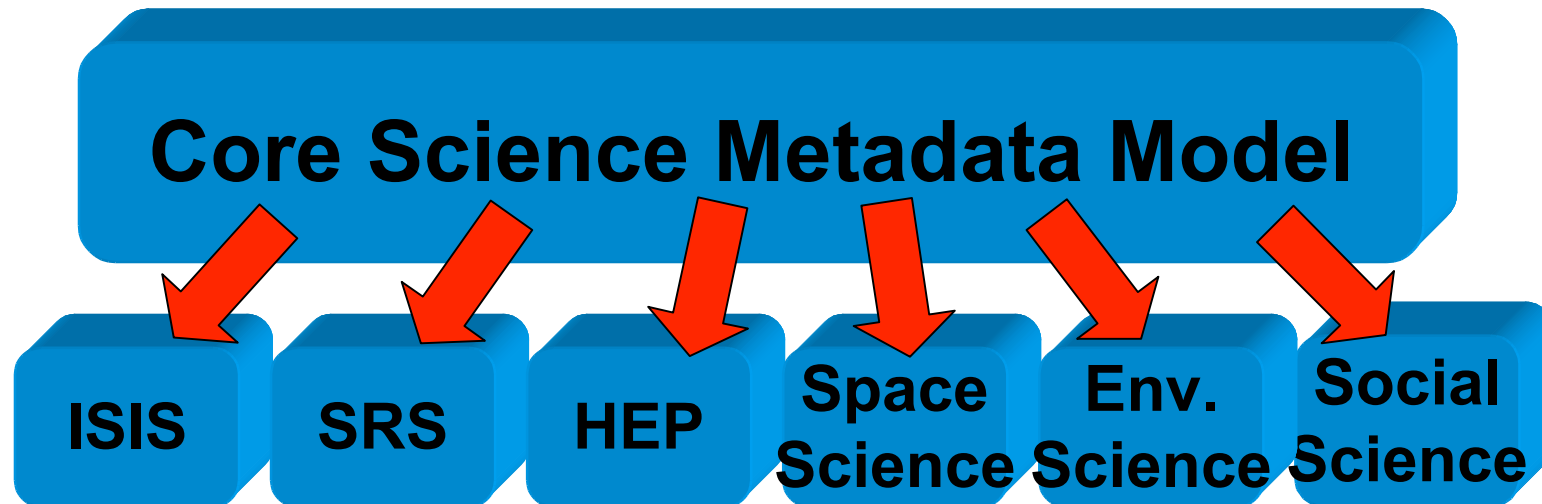 Core Science Metadata Model
ISIS
SRS
HEP
Space
Science
Env.
Science
Social
Science